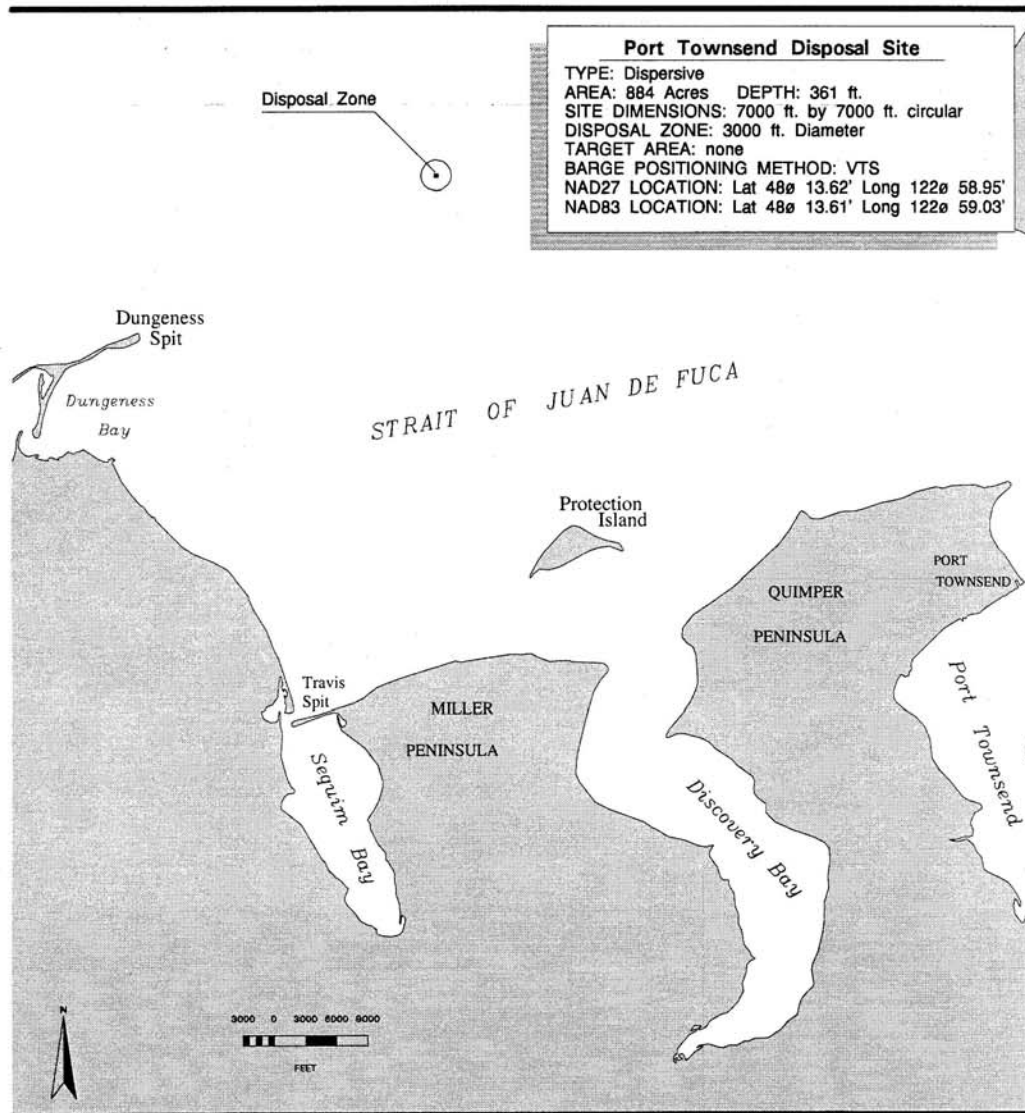 Port Townsend Disposal Site
TYPE: Dispersive
AREA: 884 Acres DEPTH: 361 ft.
SITE DIMENSIONS: 7000 ft. by 7000 ft. circular
DISPOSAL ZONE: 3000 ft. Diameter
TARGET AREA: none
BARGE POSITIONING METHOD: VTS
NAD27 LOCATION: Lat 48ø 13.62' Long 122ø 58.95'
NAD83 LOCATION: Lat 48ø 13.61' Long 122ø 59.03'
Disposal Zone
Dungeness
Spit
Dungeness
Bay
STRAIT OF JUAN DE FUCA
Protection
Island
PORT
TOWNSEND
QUIMPER
PENINSULA
Travis
Spit
MILLER
PENINSULA
Sequim Bay
Discovery Bay
Port Townsend
N
3000 0 3000 6000 9000
FEET